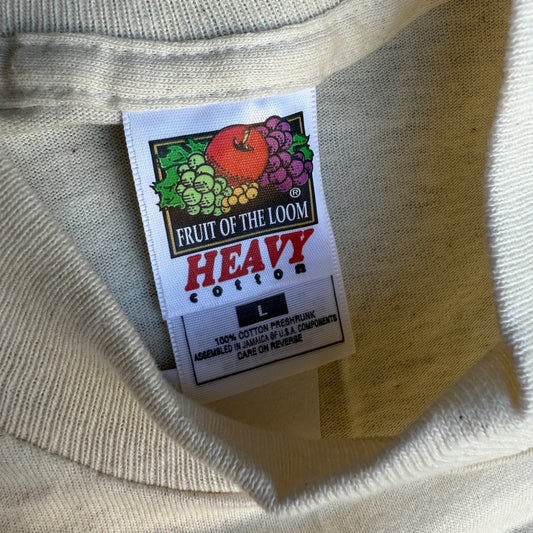 ®
FRUIT OF THE LOOM
HEAVY
cotton
L
100% COTTON PRESHRUNK
ASSEMBLED IN JAMAICA OF U.S.A. COMPONENTS
CARE ON REVERSE